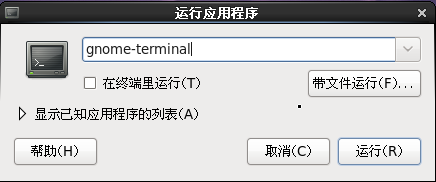 运行应用程序
gnome-terminal
在终端里运行(T)
带文件运行(F)...
显示已知应用程序的列表(A)
帮助(H)
取消(C)
运行(R)